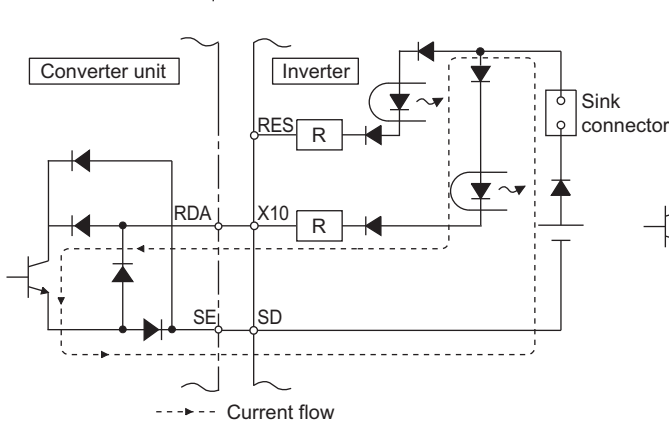 Converter unit
Inverter
Sink
connector
RES
R
RDA
X10
R
SE
SD
Current flow